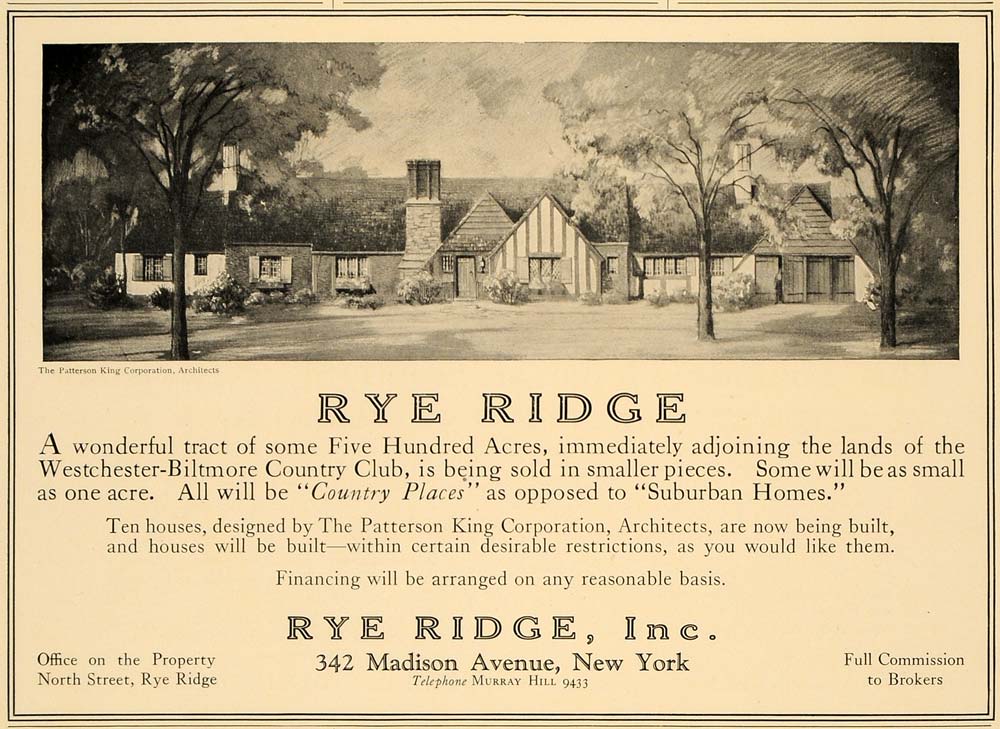 The Patterson King Corporation, Architects
RYE RIDGE
A wonderful tract of some Five Hundred Acres, immediately adjoining the lands of the
Westchester-Biltmore Country Club, is being sold in smaller pieces. Some will be as small
as one acre. All will be "Country Places" as opposed to "Suburban Homes."
Ten houses, designed by The Patterson King Corporation, Architects, are now being built,
and houses will be built—within certain desirable restrictions, as you would like them.
Financing will be arranged on any reasonable basis.
RYE RIDGE, Inc.
342 Madison Avenue, New York
Telephone MURRAY HILL 9433
Office on the Property
North Street, Rye Ridge
Full Commission
to Brokers